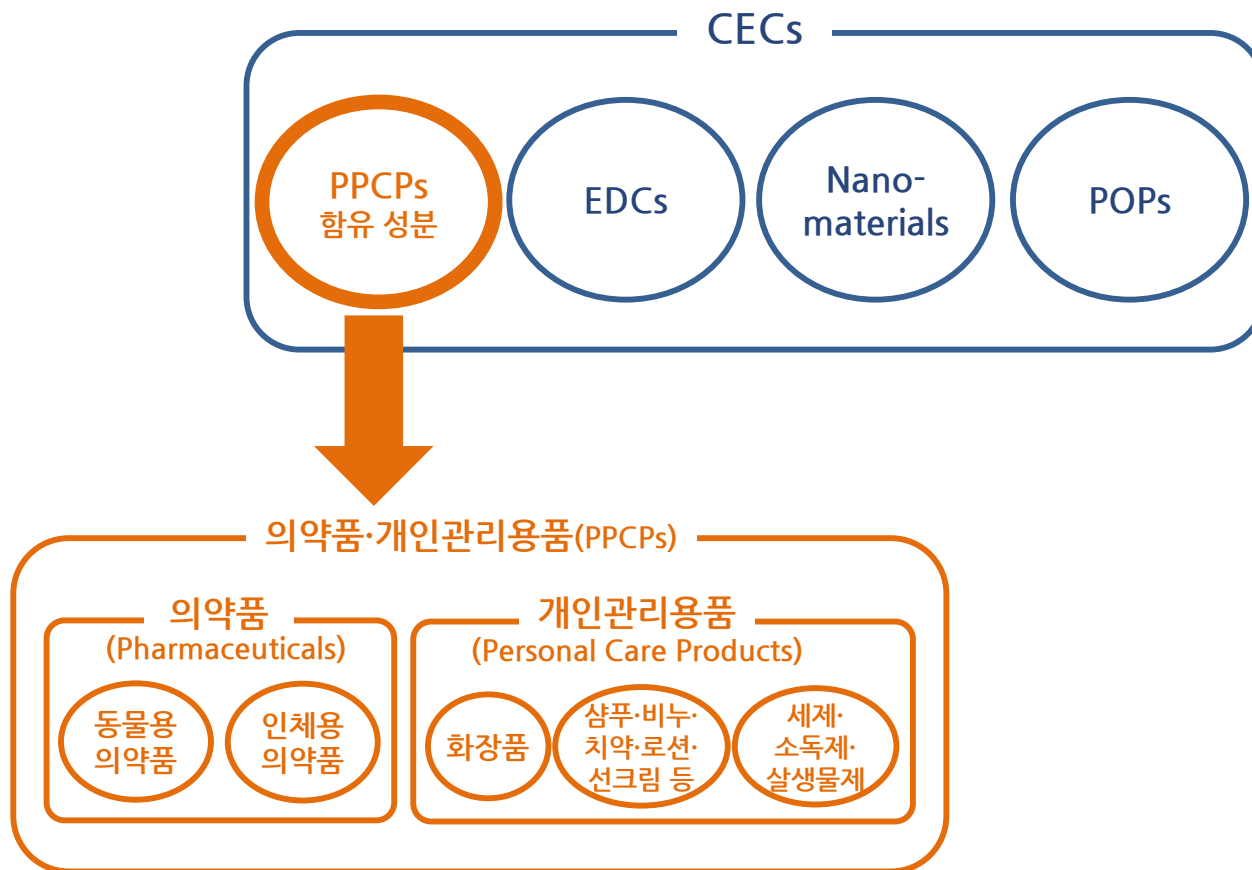 CECs
PPCPs
함유 성분
EDCs
Nano-
materials
POPs
의약품·개인관리용품(PPCPs)
의약품
(Pharmaceuticals)
동물용
의약품
인체용
의약품
개인관리용품
(Personal Care Products)
화장품
샴푸·비누·
치약·로션·
선크림 등
세제·
소독제·
살생물제